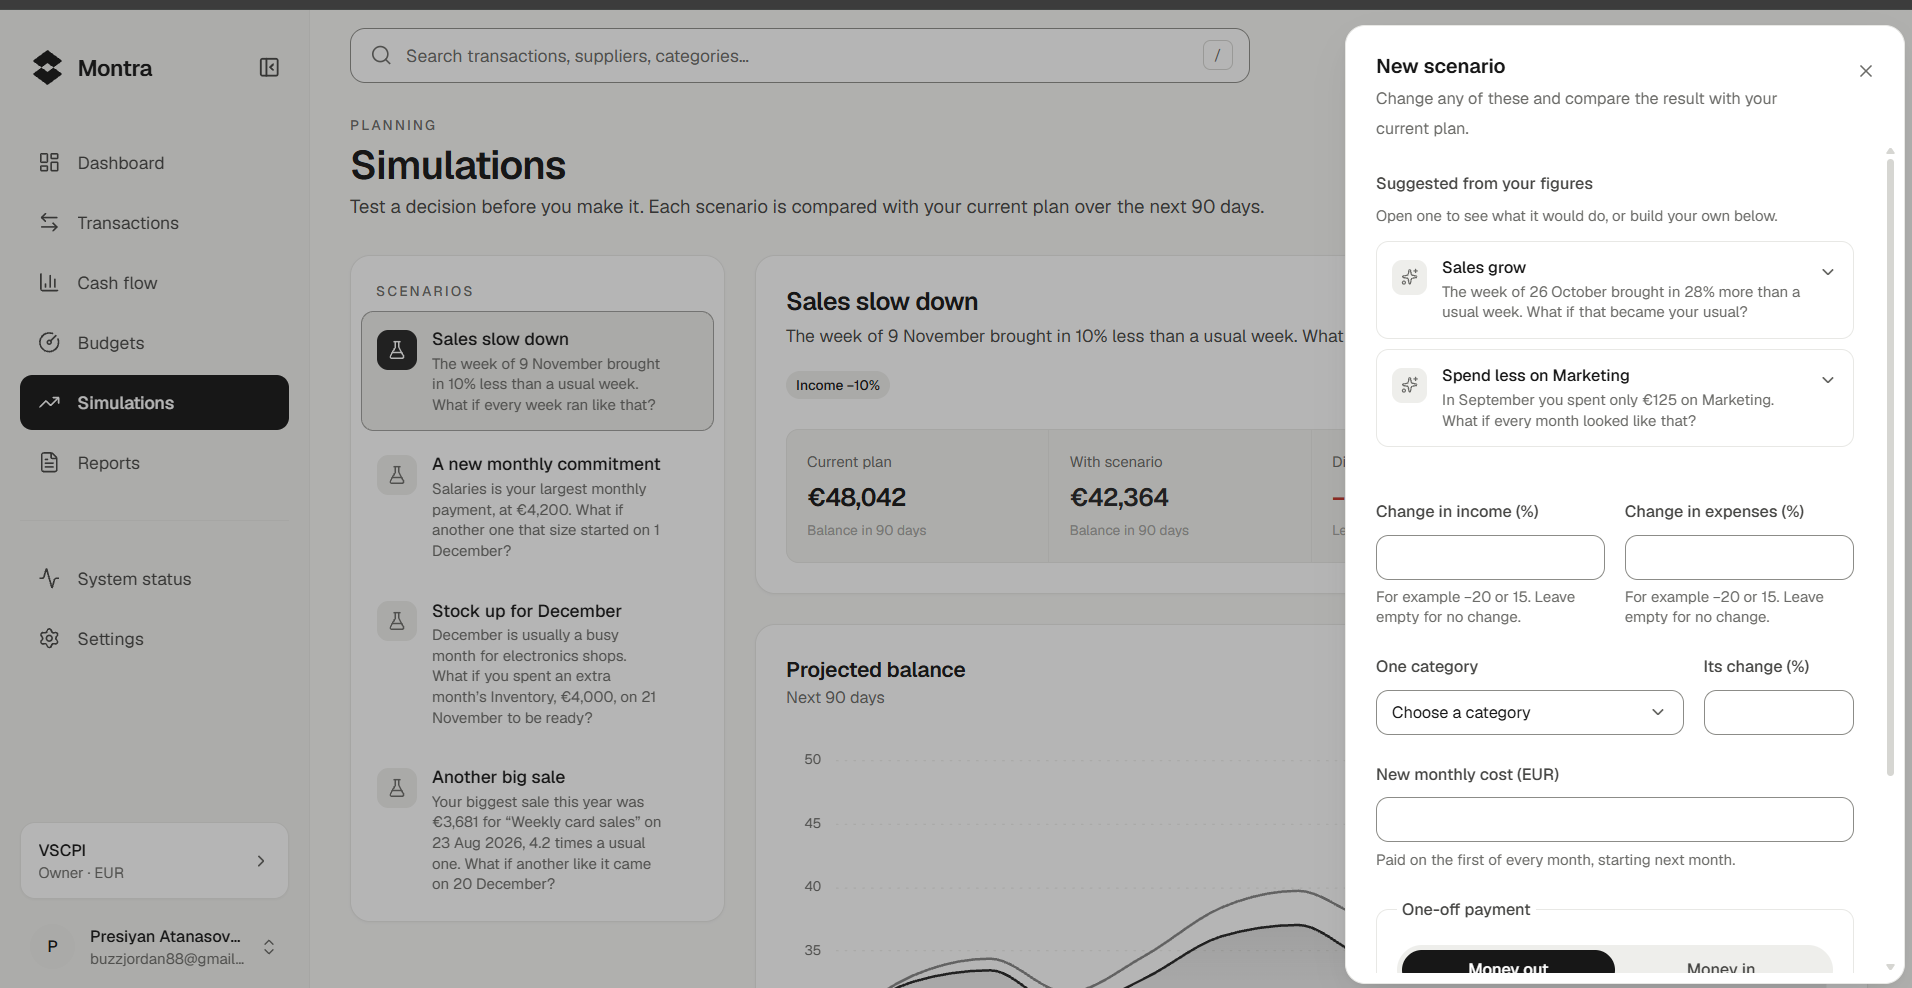 Montra
Dashboard
Transactions
Cash flow
Budgets
Simulations
Reports
System status
Settings
VSCPI
Owner · EUR
P
Presiyan Atanasov...
buzzjordan88@gmail...
Search transactions, suppliers, categories...
/
PLANNING
Simulations
Test a decision before you make it. Each scenario is compared with your current plan over the next 90 days.
SCENARIOS
Sales slow down
The week of 9 November brought
in 10% less than a usual week.
What if every week ran like that?
A new monthly commitment
Salaries is your largest monthly
payment, at €4,200. What if
another one that size started on 1
December?
Stock up for December
December is usually a busy
month for electronics shops.
What if you spent an extra
month's Inventory, €4,000, on 21
November to be ready?
Another big sale
Your biggest sale this year was
€3,681 for “Weekly card sales” on
23 Aug 2026, 4.2 times a usual
one. What if another like it came
on 20 December?
Sales slow down
The week of 9 November brought in 10% less than a usual week. What
Income −10%
Current plan
€48,042
Balance in 90 days
With scenario
€42,364
Balance in 90 days
Projected balance
Next 90 days
50
45
40
35
New scenario
Change any of these and compare the result with your
current plan.
Suggested from your figures
Open one to see what it would do, or build your own below.
Sales grow
The week of 26 October brought in 28% more than a
usual week. What if that became your usual?
Spend less on Marketing
In September you spent only €125 on Marketing.
What if every month looked like that?
Change in income (%)
For example −20 or 15. Leave
empty for no change.
Change in expenses (%)
For example −20 or 15. Leave
empty for no change.
One category
Choose a category
Its change (%)
New monthly cost (EUR)
Paid on the first of every month, starting next month.
One-off payment
Money out
Money in